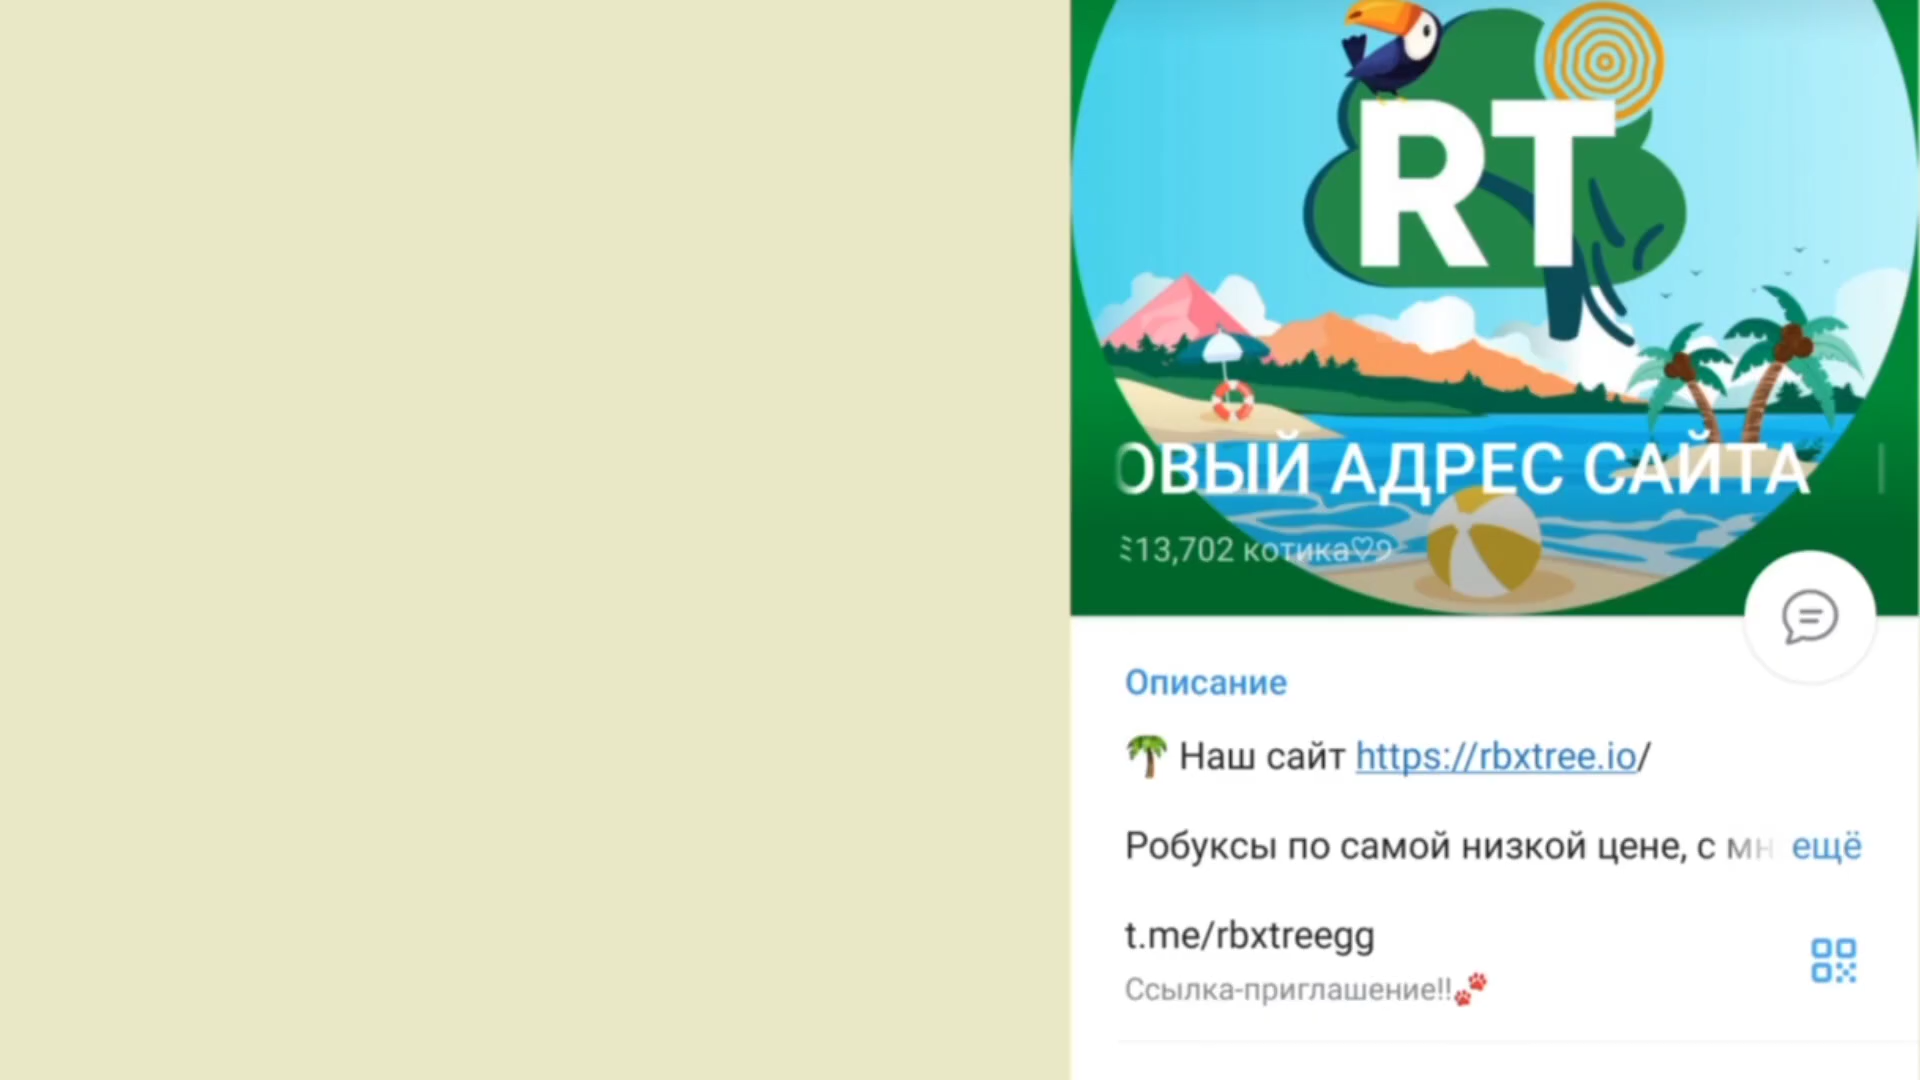 RT
ОВЫЙ АДРЕС САЙТА
13,702 котика♡
Описание
🌴 Наш сайт https://rbxtree.io/
Робуксы по самой низкой цене, с мн ещё
t.me/rbxtreegg
Ссылка-приглашение!!🐾